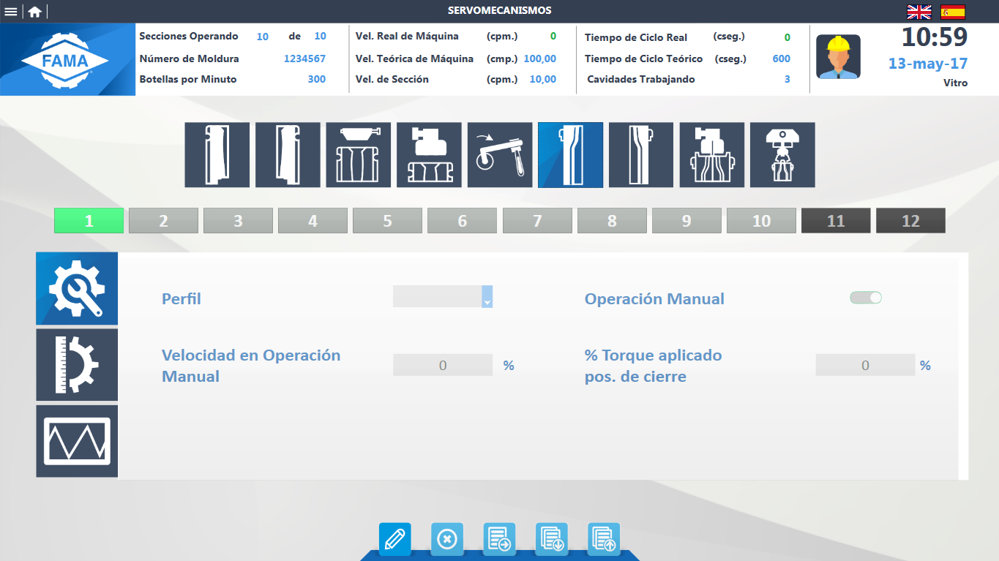 SERVOMECANISMOS
FAMA
Secciones Operando 10 de 10
Número de Moldura 1234567
Botellas por Minuto 300
Vel. Real de Máquina (cpm.) 0
Vel. Teórica de Máquina (cmp.) 100,00
Vel. de Sección (cpm.) 10,00
Tiempo de Ciclo Real (cseg.) 0
Tiempo de Ciclo Teórico (cseg.) 600
Cavidades Trabajando 3
10:59
13-may-17
Vitro
1 2 3 4 5 6 7 8 9 10 11 12
Perfil
Operación Manual
Velocidad en Operación
Manual
0 %
% Torque aplicado
pos. de cierre
0 %